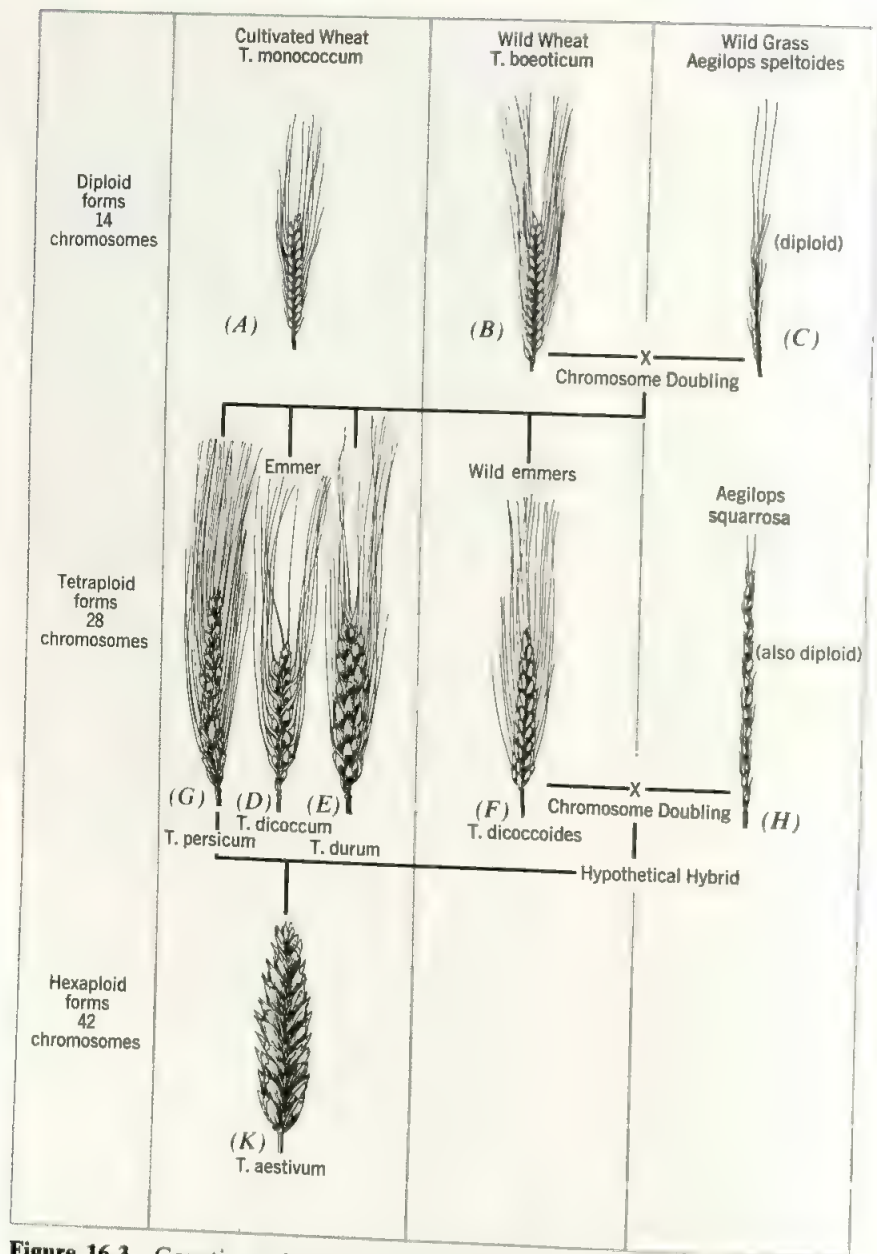 Cultivated Wheat
T. monococcum
Wild Wheat
T. boeoticum
Wild Grass
Aegilops speltoides
Diploid
forms
14
chromosomes
(diploid)
(A)
(B)
(C)
X
Chromosome Doubling
Emmer
Wild emmers
Aegilops
squarrosa
Tetraploid
forms
28
chromosomes
(also diploid)
(G)
(D)
(E)
(F)
X
Chromosome Doubling
(H)
T. persicum
T. dicoccum
T. durum
T. dicoccoides
Hypothetical Hybrid
Hexaploid
forms
42
chromosomes
(K)
T. aestivum
Figure 16.3